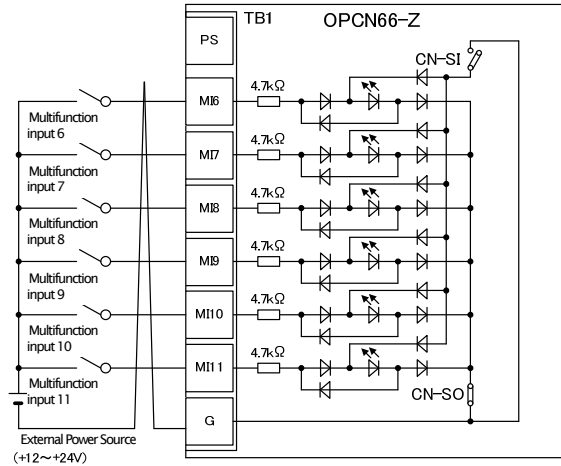 TB1
OPCN66-Z
PS
CN-SI
MI6
4.7kΩ
Multifunction
input 6
MI7
4.7kΩ
Multifunction
input 7
MI8
4.7kΩ
Multifunction
input 8
MI9
4.7kΩ
Multifunction
input 9
MI10
4.7kΩ
Multifunction
input 10
MI11
4.7kΩ
Multifunction
input 11
CN-SO
G
External Power Source
(+12～+24V)